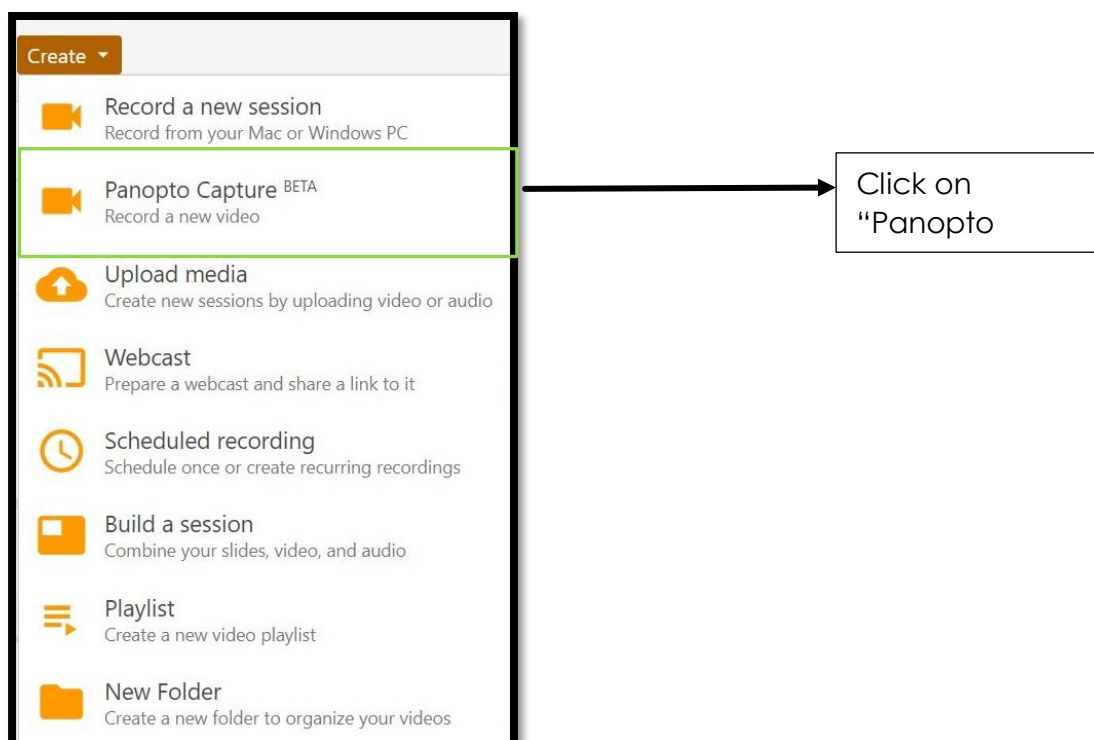 Create
Record a new session
Record from your Mac or Windows PC
Panopto Capture BETA
Record a new video
Click on
“Panopto
Upload media
Create new sessions by uploading video or audio
Webcast
Prepare a webcast and share a link to it
Scheduled recording
Schedule once or create recurring recordings
Build a session
Combine your slides, video, and audio
Playlist
Create a new video playlist
New Folder
Create a new folder to organize your videos